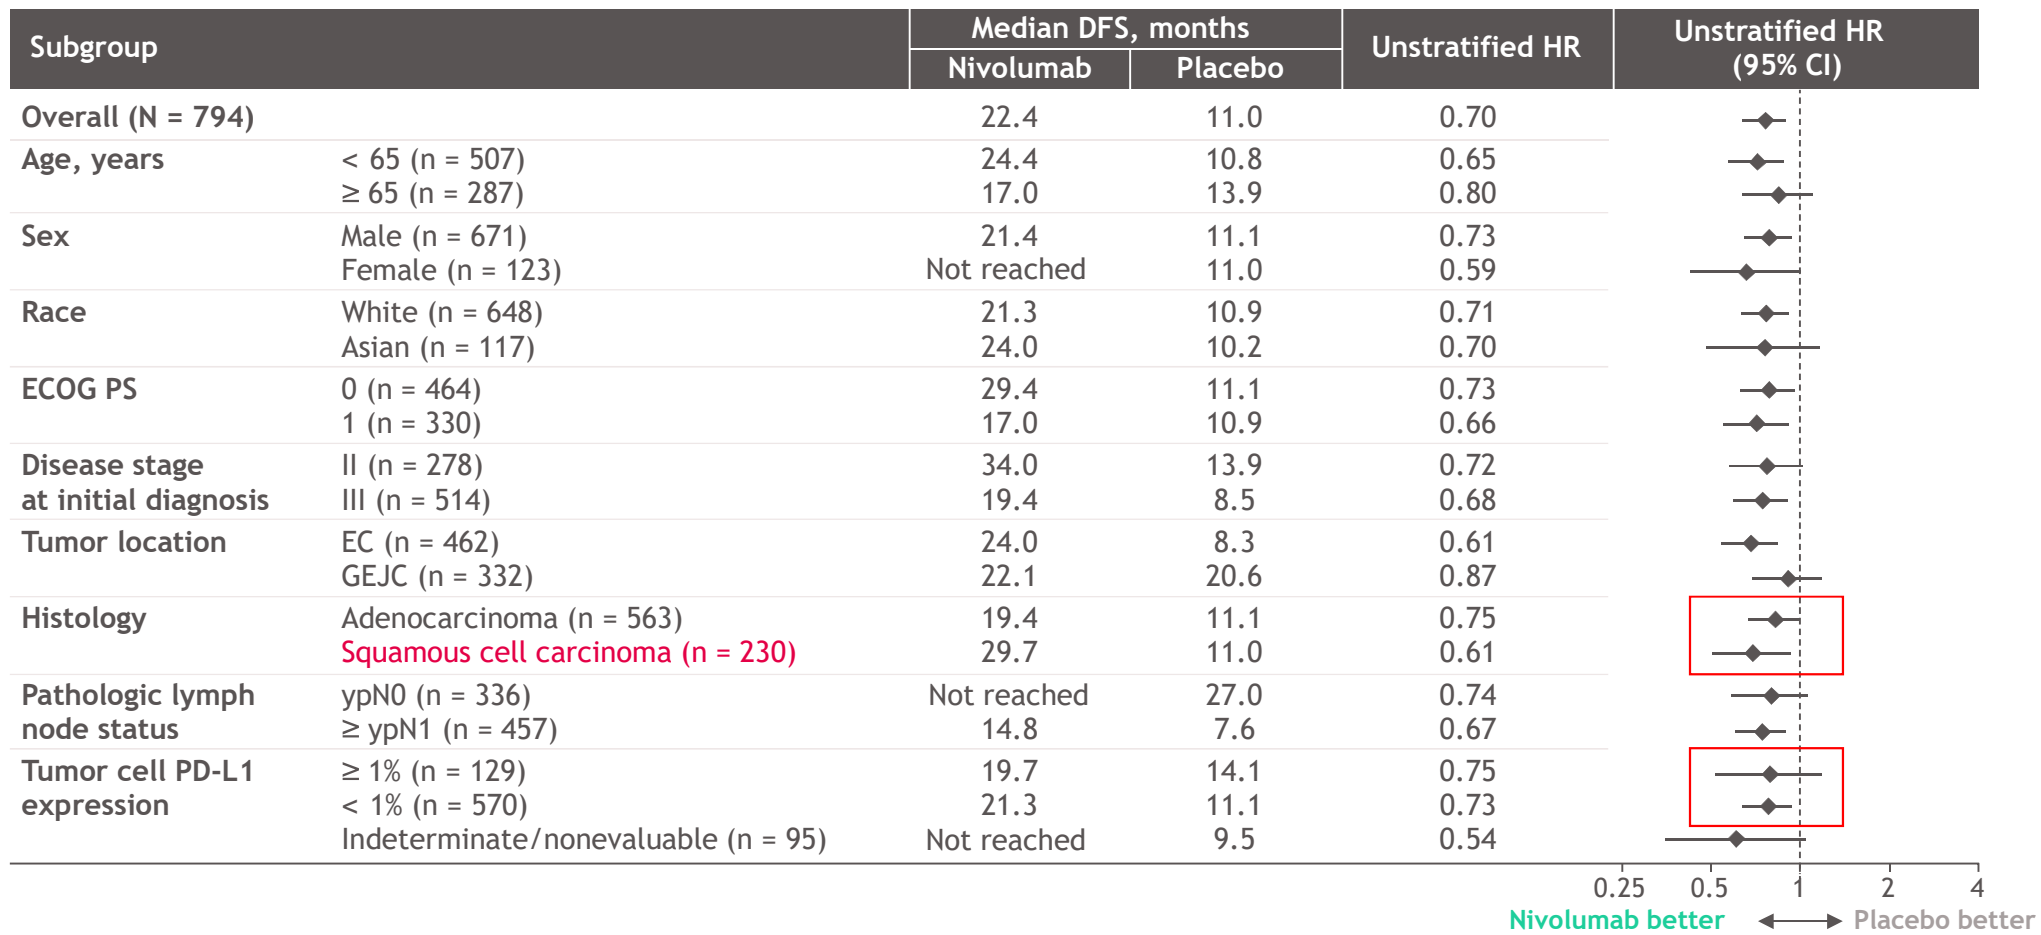 Subgroup Median DFS, months Unstratified HR Unstratified HR (95% CI)
Nivolumab Placebo
Overall (N = 794) 22.4 11.0 0.70
Age, years < 65 (n = 507) 24.4 10.8 0.65
≥ 65 (n = 287) 17.0 13.9 0.80
Sex Male (n = 671) 21.4 11.1 0.73
Female (n = 123) Not reached 11.0 0.59
Race White (n = 648) 21.3 10.9 0.71
Asian (n = 117) 24.0 10.2 0.70
ECOG PS 0 (n = 464) 29.4 11.1 0.73
1 (n = 330) 17.0 10.9 0.66
Disease stage II (n = 278) 34.0 13.9 0.72
at initial diagnosis III (n = 514) 19.4 8.5 0.68
Tumor location EC (n = 462) 24.0 8.3 0.61
GEJC (n = 332) 22.1 20.6 0.87
Histology Adenocarcinoma (n = 563) 19.4 11.1 0.75
Squamous cell carcinoma (n = 230) 29.7 11.0 0.61
Pathologic lymph ypN0 (n = 336) Not reached 27.0 0.74
node status ≥ ypN1 (n = 457) 14.8 7.6 0.67
Tumor cell PD-L1 ≥ 1% (n = 129) 19.7 14.1 0.75
expression < 1% (n = 570) 21.3 11.1 0.73
Indeterminate/nonevaluable (n = 95) Not reached 9.5 0.54
0.25 0.5 1 2 4
Nivolumab better Placebo better